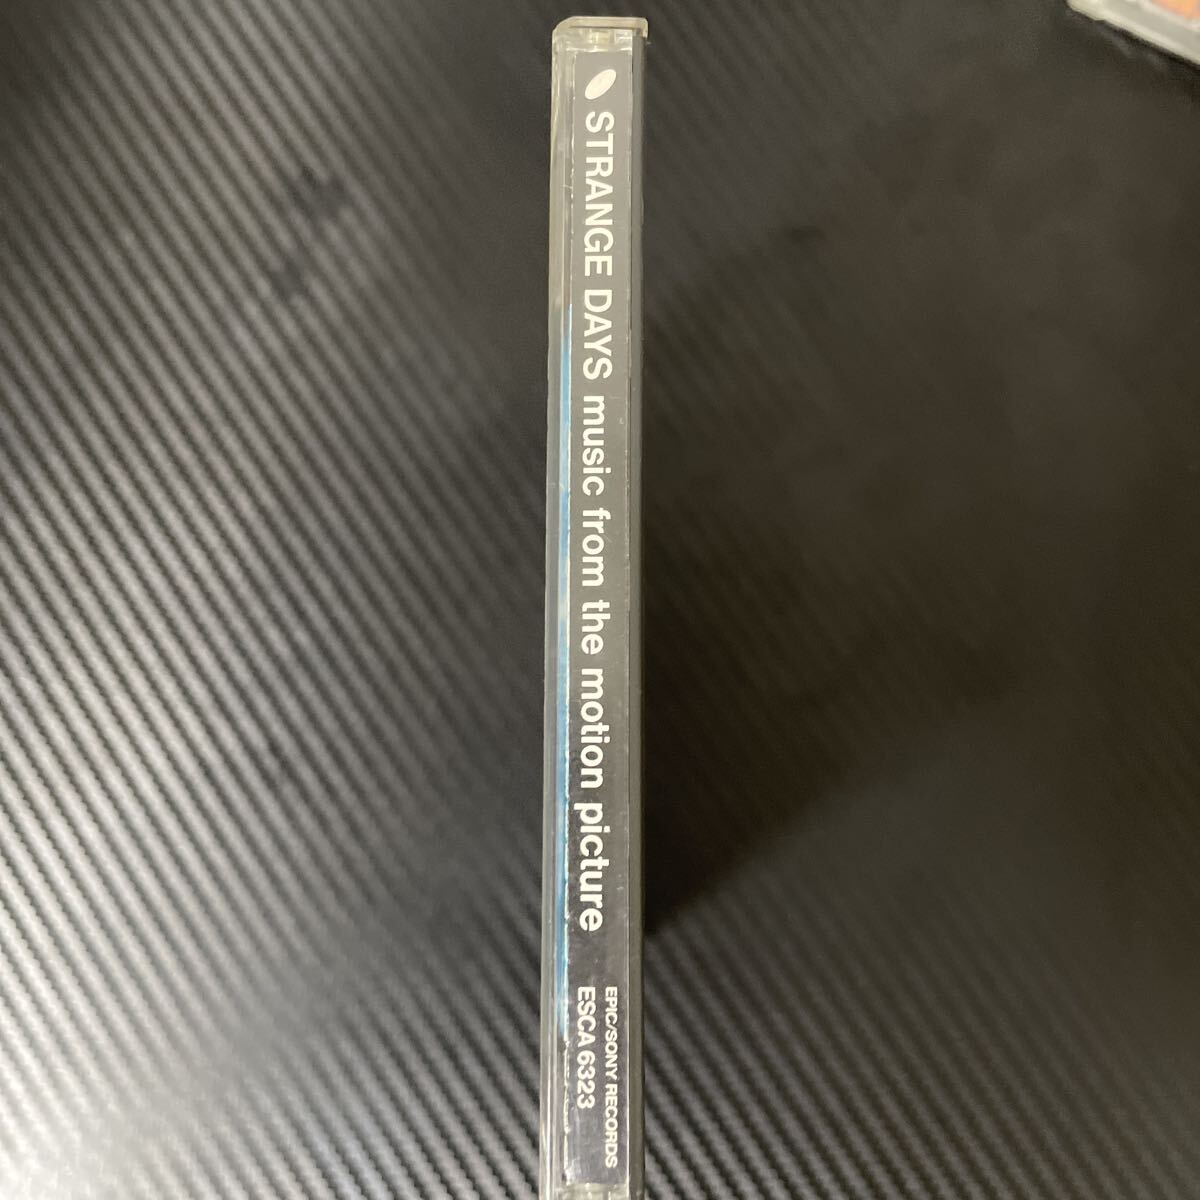 STRANGE DAYS music from the motion picture
EPIC/SONY RECORDS
ESCA 6323